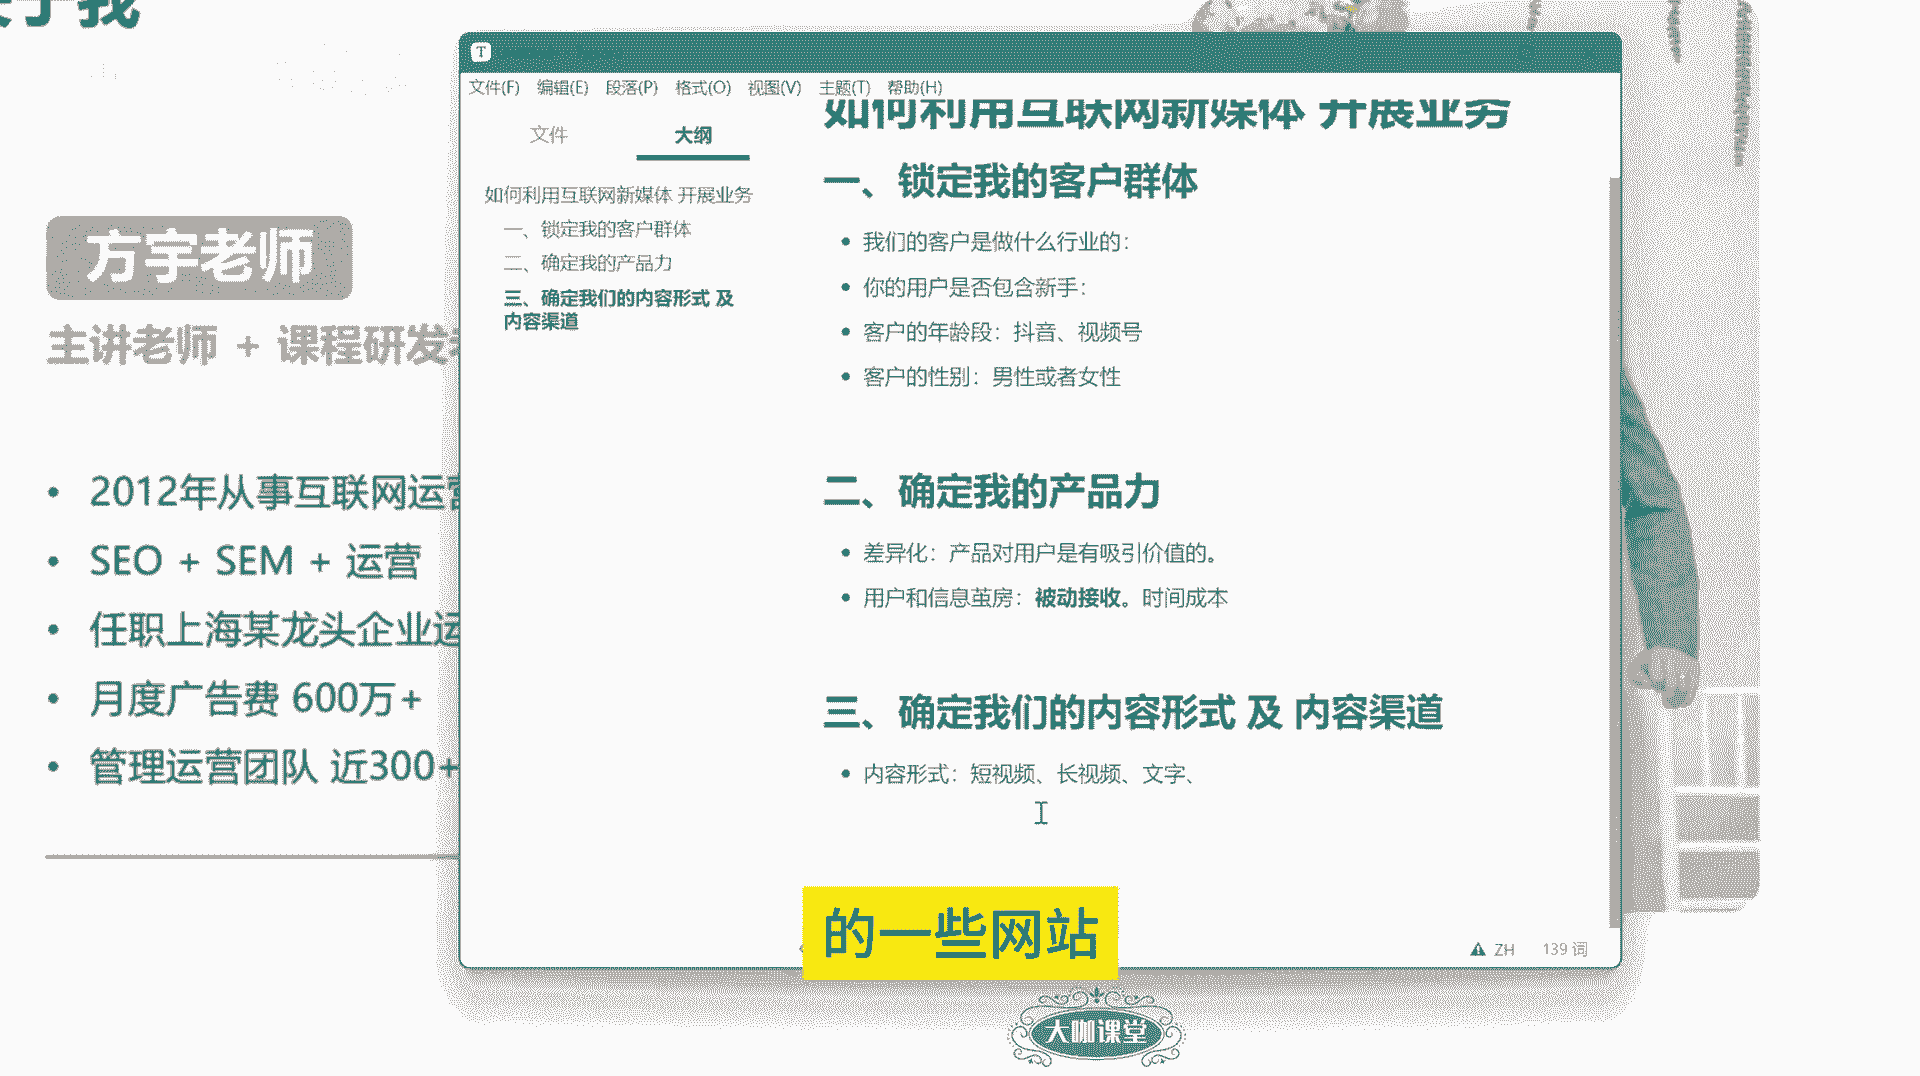 方宇老师
主讲老师 + 课程研发
2012年从事互联网运营
SEO + SEM + 运营
任职上海某龙头企业运
月度广告费 600万+
管理运营团队 近300+
T
文件(F) 编辑(E) 段落(P) 格式(O) 视图(V) 主题(T) 帮助(H)
文件 大纲
如何利用互联网新媒体 开展业务
一、锁定我的客户群体
二、确定我的产品力
三、确定我们的内容形式 及
内容渠道
如何利用互联网新媒体 开展业务
一、锁定我的客户群体
我们的客户是做什么行业的：
你的用户是否包含新手：
客户的年龄段：抖音、视频号
客户的性别：男性或者女性
二、确定我的产品力
差异化：产品对用户是有吸引价值的。
用户和信息茧房：被动接收。时间成本
三、确定我们的内容形式 及 内容渠道
内容形式：短视频、长视频、文字、
的一些网站
ZH 139 词
大咖课堂